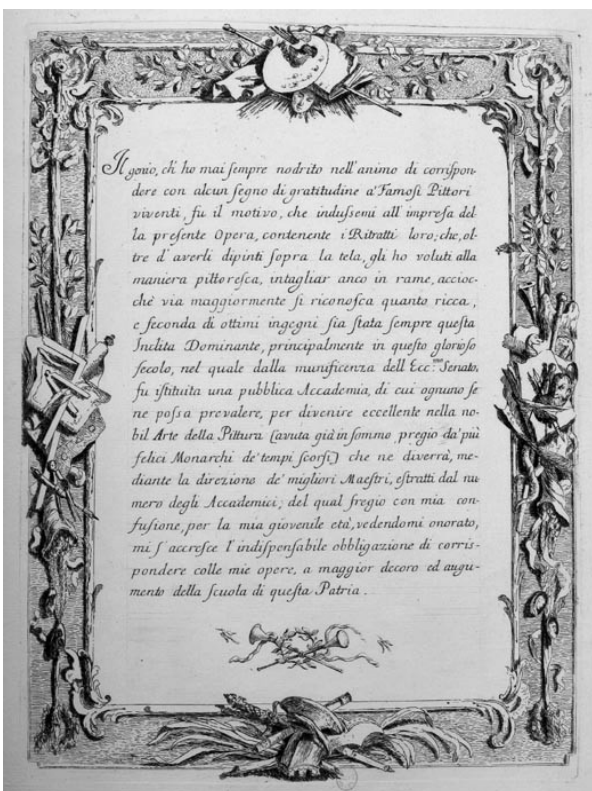 Il genio, ch' ho mai ſempre nodrito nell' animo di corriſpon-
dere con alcun ſegno di gratitudine a' Famoſi Pittori
viventi, fu il motivo, che induſsemi all' impreſa del-
la preſente Opera, contenente i Ritratti loro; che, ol-
tre d' averli dipinti ſopra la tela, gli ho voluti alla
maniera pittoreſca, intagliar anco in rame, accioc-
chè via maggiormente ſi riconoſca quanto ricca,
e feconda di ottimi ingegni ſia ſtata ſempre queſta
Inclita Dominante, principalmente in queſto glorioſo
ſecolo, nel quale dalla munificenza dell' Ecc.mo Senato,
fu iſtituita una pubblica Accademia, di cui ognuno ſe
ne poſsa prevalere, per divenire eccellente nella no-
bil Arte della Pittura (avuta già in ſommo pregio da' più
felici Monarchi de' tempi ſcorſi) che ne diverrà, me-
diante la direzione de' migliori Maeſtri, eſtratti dal nu-
mero degli Accademici; del qual fregio con mia con-
fuſione, per la mia giovenile età, vedendomi onorato,
mi ſ' accreſce l' indiſpenſabile obbligazione di corriſ-
pondere colle mie opere, a maggior decoro ed augu-
mento della ſcuola di queſta Patria.